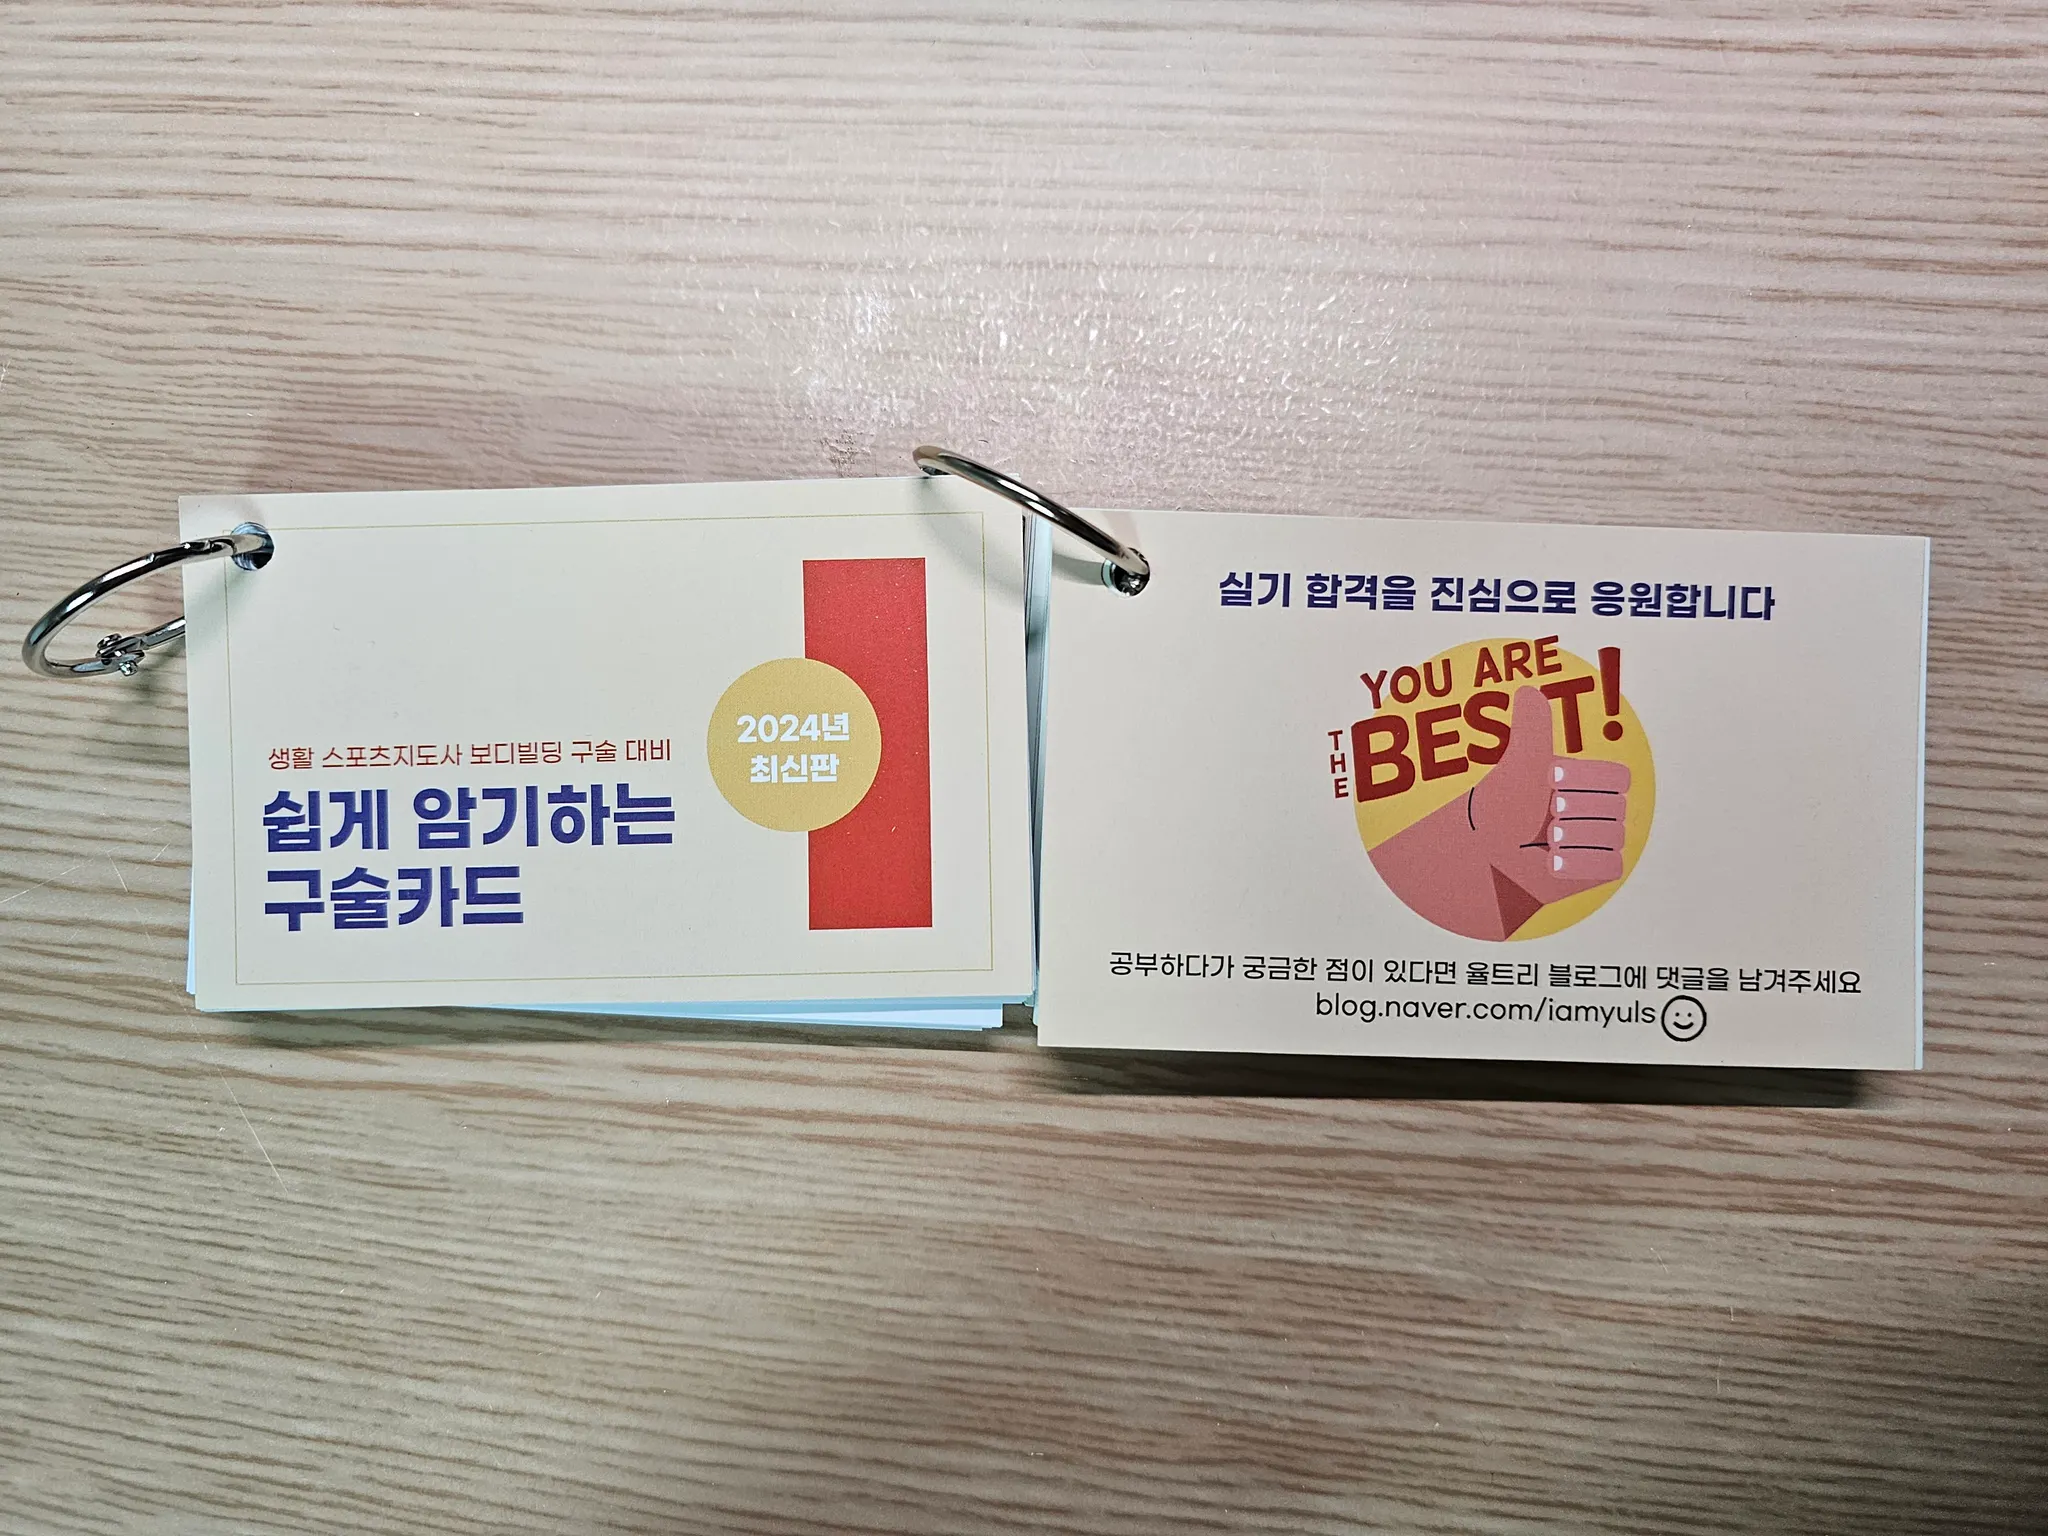 생활 스포츠지도사 보디빌딩 구술 대비
쉽게 암기하는
구술카드
2024년
최신판
실기 합격을 진심으로 응원합니다
YOU ARE
THE
BEST!
공부하다가 궁금한 점이 있다면 율트리 블로그에 댓글을 남겨주세요
blog.naver.com/iamyuls